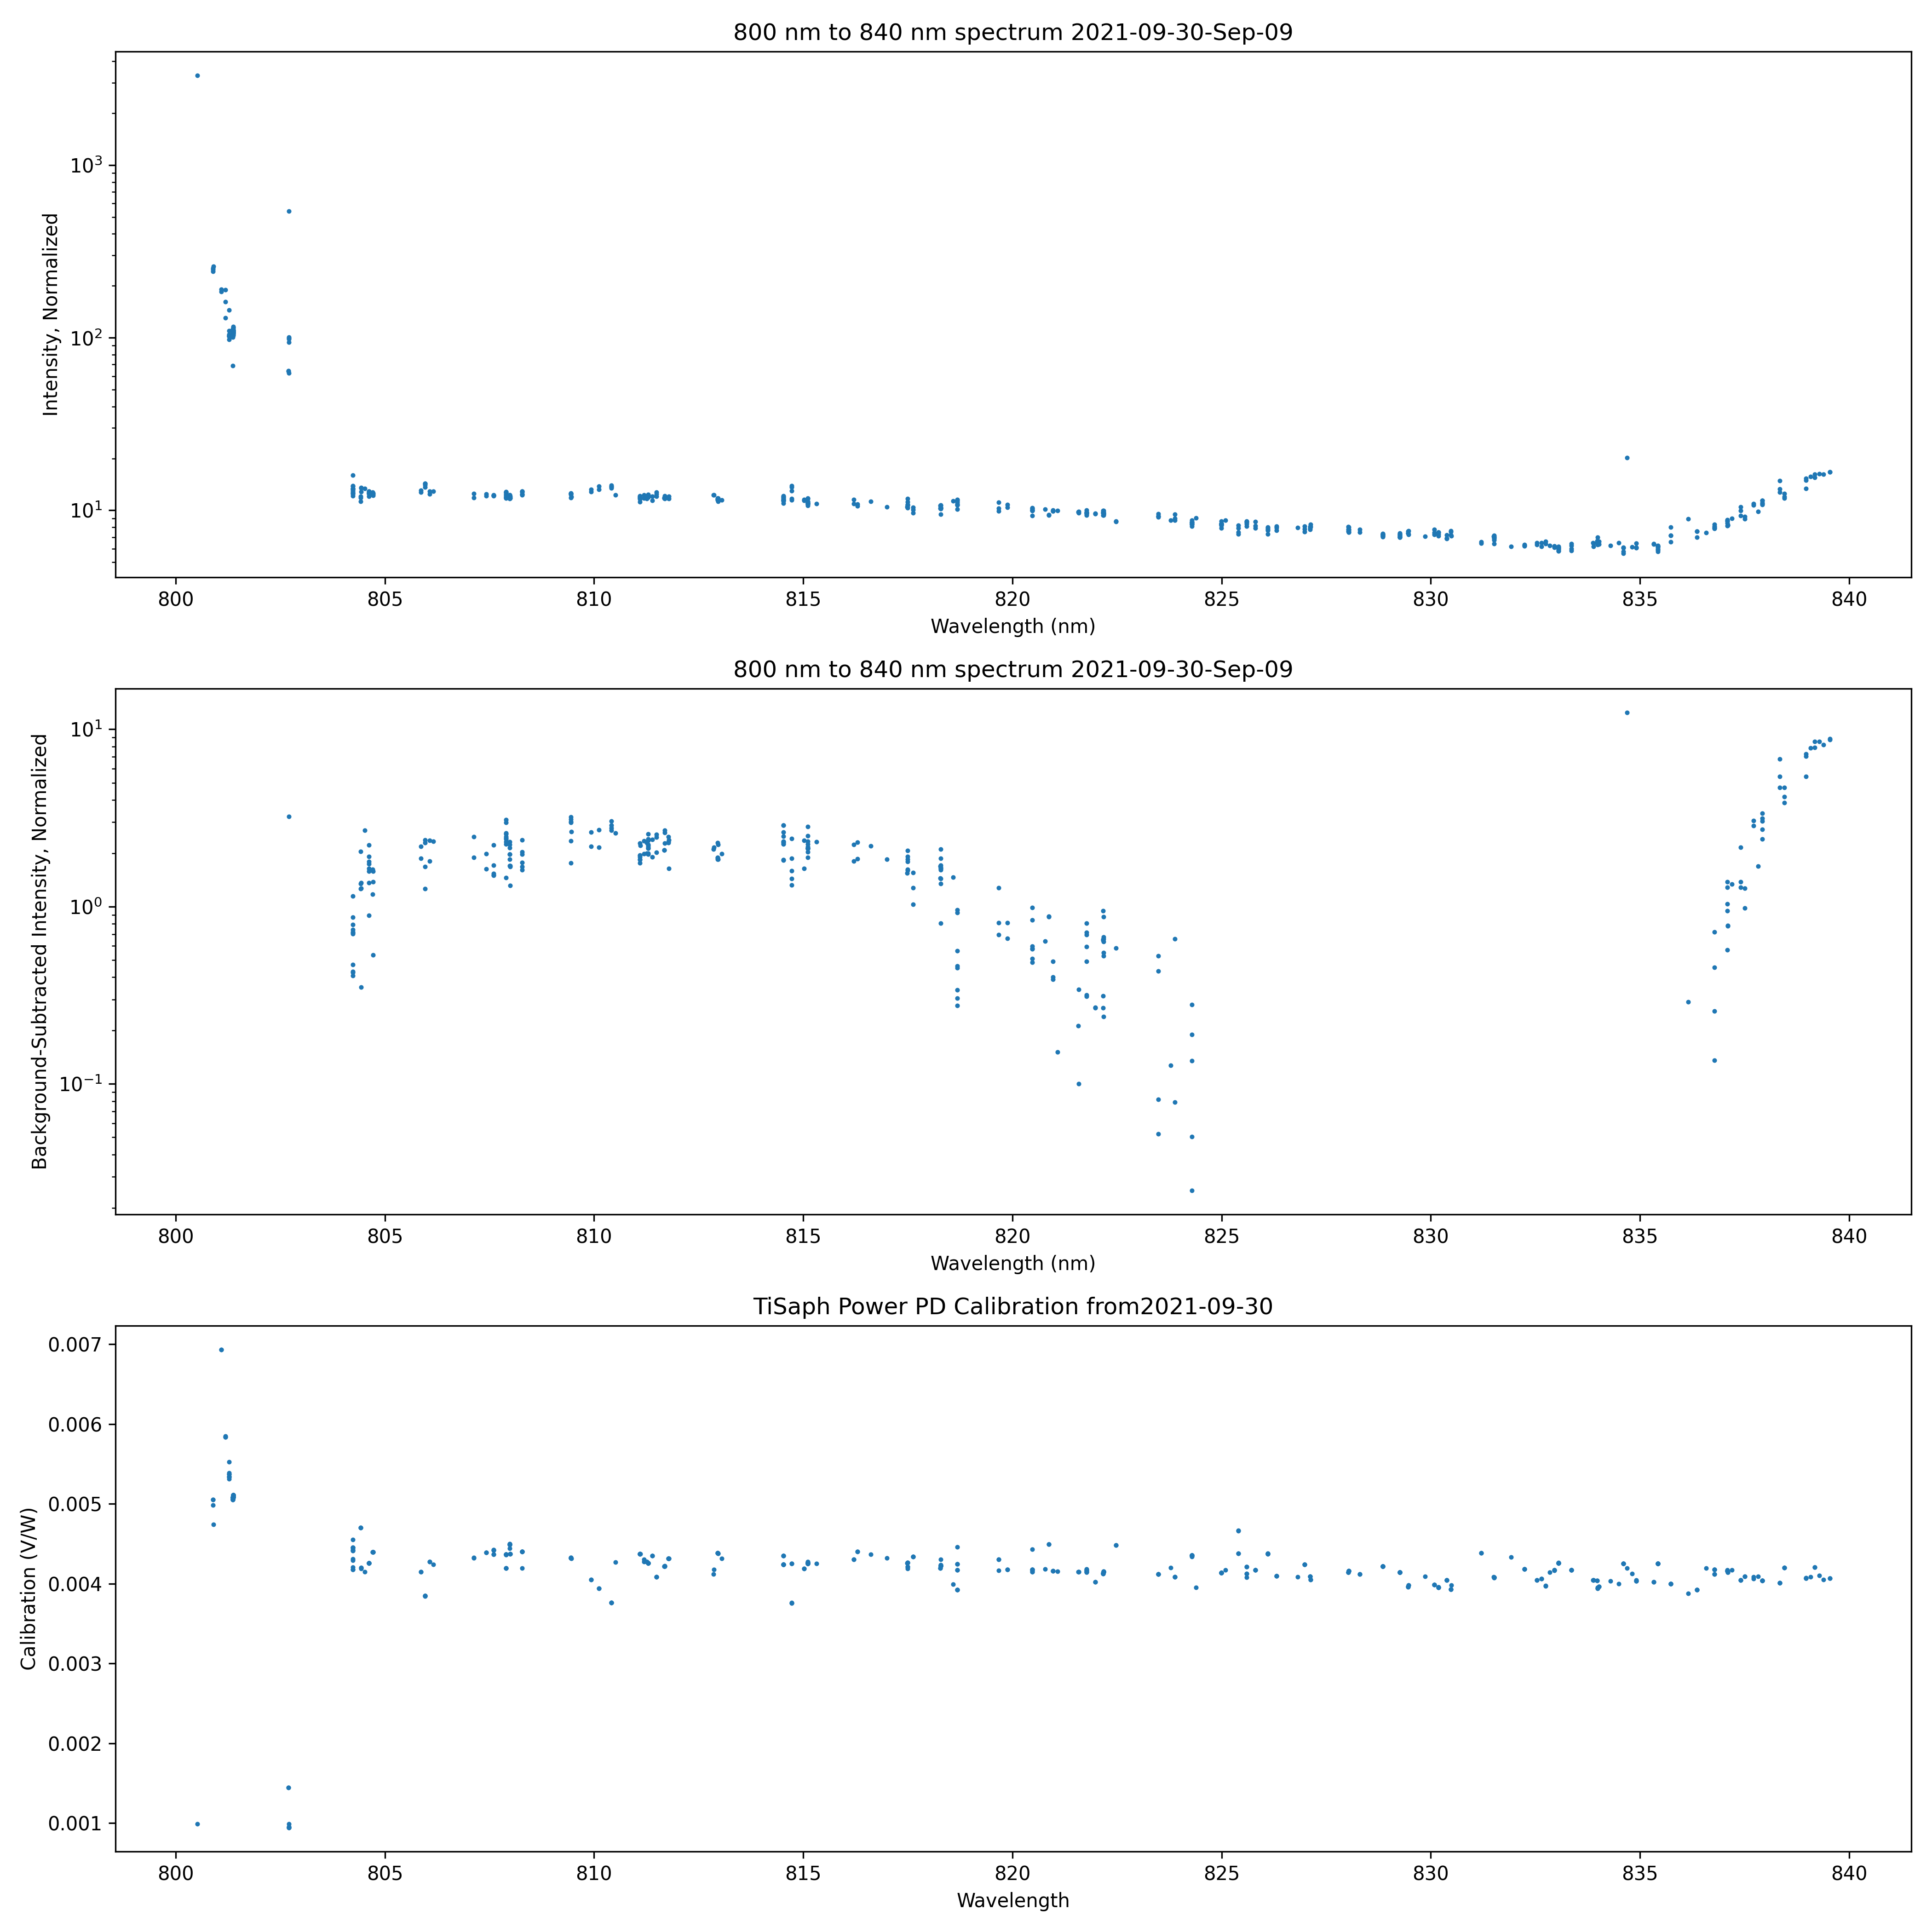 800 nm to 840 nm spectrum 2021-09-30-Sep-09
Intensity, Normalized
10³
10²
10¹
800 805 810 815 820 825 830 835 840
Wavelength (nm)
800 nm to 840 nm spectrum 2021-09-30-Sep-09
Background-Subtracted Intensity, Normalized
10¹
10⁰
10⁻¹
800 805 810 815 820 825 830 835 840
Wavelength (nm)
TiSaph Power PD Calibration from2021-09-30
Calibration (V/W)
0.007
0.006
0.005
0.004
0.003
0.002
0.001
800 805 810 815 820 825 830 835 840
Wavelength